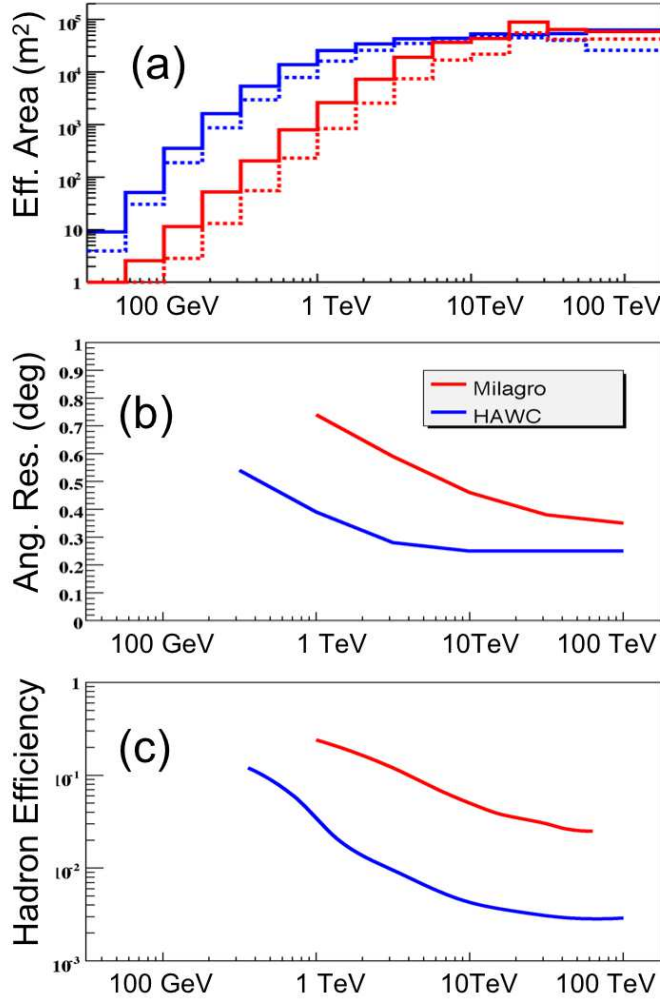 Eff. Area (m²)
(a)
10⁵
10⁴
10³
10²
10
1
100 GeV 1 TeV 10TeV 100 TeV
Ang. Res. (deg)
(b)
1
0.9
0.8
0.7
0.6
0.5
0.4
0.3
0.2
0.1
0
Milagro
HAWC
100 GeV 1 TeV 10TeV 100 TeV
Hadron Efficiency
(c)
1
10⁻¹
10⁻²
10⁻³
100 GeV 1 TeV 10TeV 100 TeV